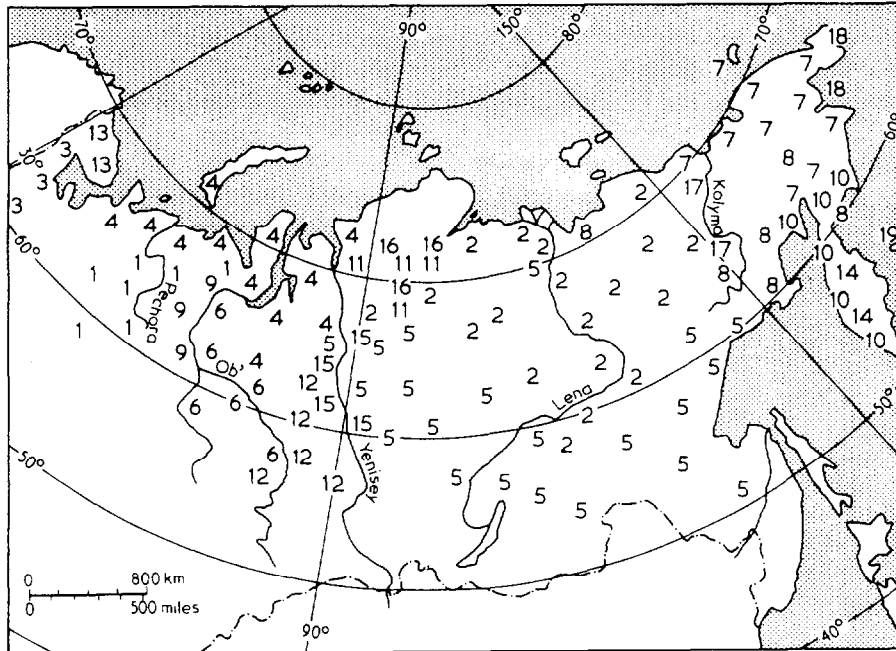 70° 90° 150° 80° 70° 18
7 7
7 18
7
60°
30° 13 7 7 7
3 13 8
3 4 7 17 7 10
3 2 10 8
4 4 4 4 4 16 16 2 2 2 8 2 2 17 8 10 19
60° 11 11 11 5 10 14
1 1 1 1 9 4 4 16 2 2 2 8 8 10
Kolyma
1 1 9 6 4 4 11 2 2 2 2 2 5 5 14 10
Pechora
9 6 4 5 15 5 5 2
Ob' 12 15 5 5 5 2 2 2 5
Lena
6 6 6 12 15 15 5 5 2 5 50°
50° 6 12 5 2 5 5
Yenisey
12 12 5 5 5 5 5
0 800 km
0 500 miles
90° 40°